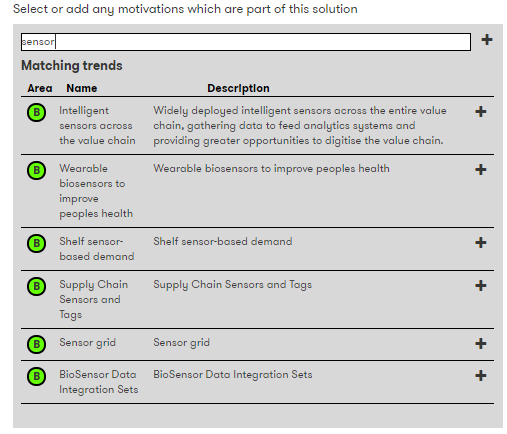 Select or add any motivations which are part of this solution
sensor
+
Matching trends
Area Name Description
B Intelligent sensors across the value chain Widely deployed intelligent sensors across the entire value chain, gathering data to feed analytics systems and providing greater opportunities to digitise the value chain. +
B Wearable biosensors to improve peoples health Wearable biosensors to improve peoples health +
B Shelf sensor-based demand Shelf sensor-based demand +
B Supply Chain Sensors and Tags Supply Chain Sensors and Tags +
B Sensor grid Sensor grid +
B BioSensor Data Integration Sets BioSensor Data Integration Sets +